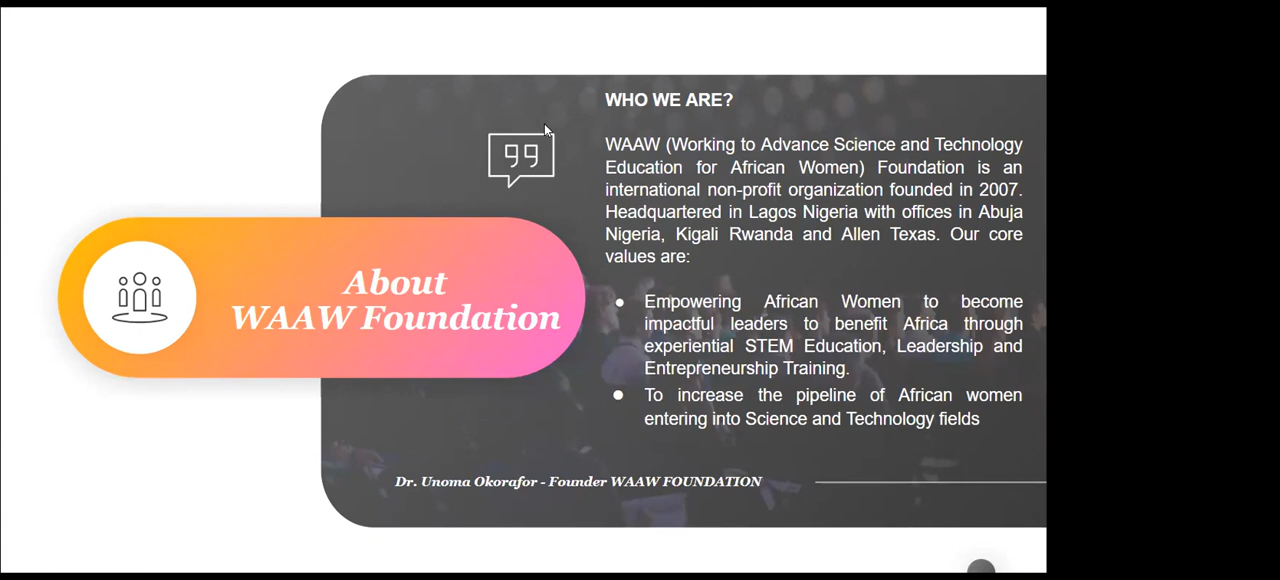 About
WAAW Foundation
WHO WE ARE?
WAAW (Working to Advance Science and Technology
Education for African Women) Foundation is an
international non-profit organization founded in 2007.
Headquartered in Lagos Nigeria with offices in Abuja
Nigeria, Kigali Rwanda and Allen Texas. Our core
values are:
● Empowering African Women to become
impactful leaders to benefit Africa through
experiential STEM Education, Leadership and
Entrepreneurship Training.
● To increase the pipeline of African women
entering into Science and Technology fields
Dr. Unoma Okorafor - Founder WAAW FOUNDATION